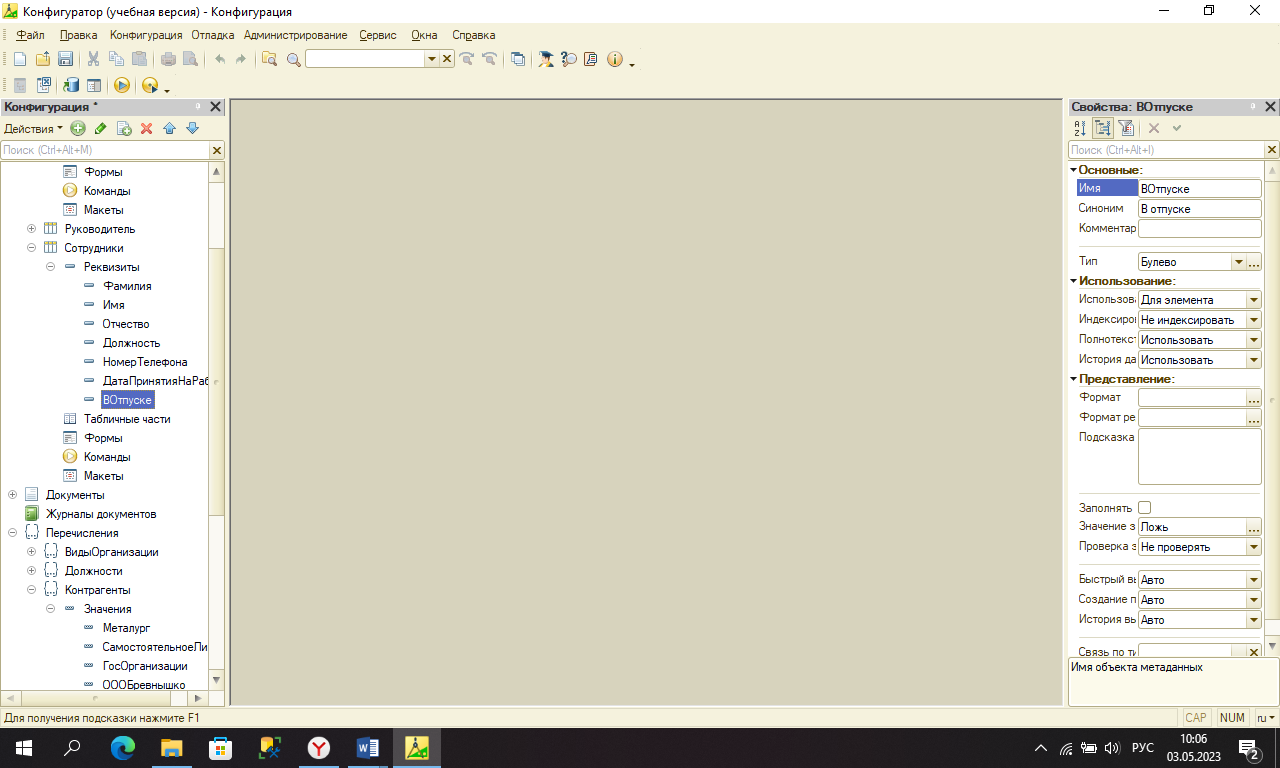 Конфигуратор (учебная версия) - Конфигурация
Файл Правка Конфигурация Отладка Администрирование Сервис Окна Справка
Конфигурация *
Действия
Поиск (Ctrl+Alt+M)
Формы
Команды
Макеты
Руководитель
Сотрудники
Реквизиты
Фамилия
Имя
Отчество
Должность
НомерТелефона
ДатаПринятияНаРаб
ВОтпуске
Табличные части
Формы
Команды
Макеты
Документы
Журналы документов
Перечисления
ВидыОрганизации
Должности
Контрагенты
Значения
Металург
СамостоятельноеЛи
ГосОрганизации
ОООБревнышко
Свойства: ВОтпуске
Поиск (Ctrl+Alt+I)
Основные:
Имя ВОтпуске
Синоним В отпуске
Комментар
Тип Булево
Использование:
Использова Для элемента
Индексиров Не индексировать
Полнотекст Использовать
История да Использовать
Представление:
Формат
Формат ре
Подсказка
Заполнять
Значение з Ложь
Проверка з Не проверять
Быстрый вы Авто
Создание п Авто
История вы Авто
Связь по ти
Имя объекта метаданных
Для получения подсказки нажмите F1
CAP NUM ru
РУС
10:06
03.05.2023
2